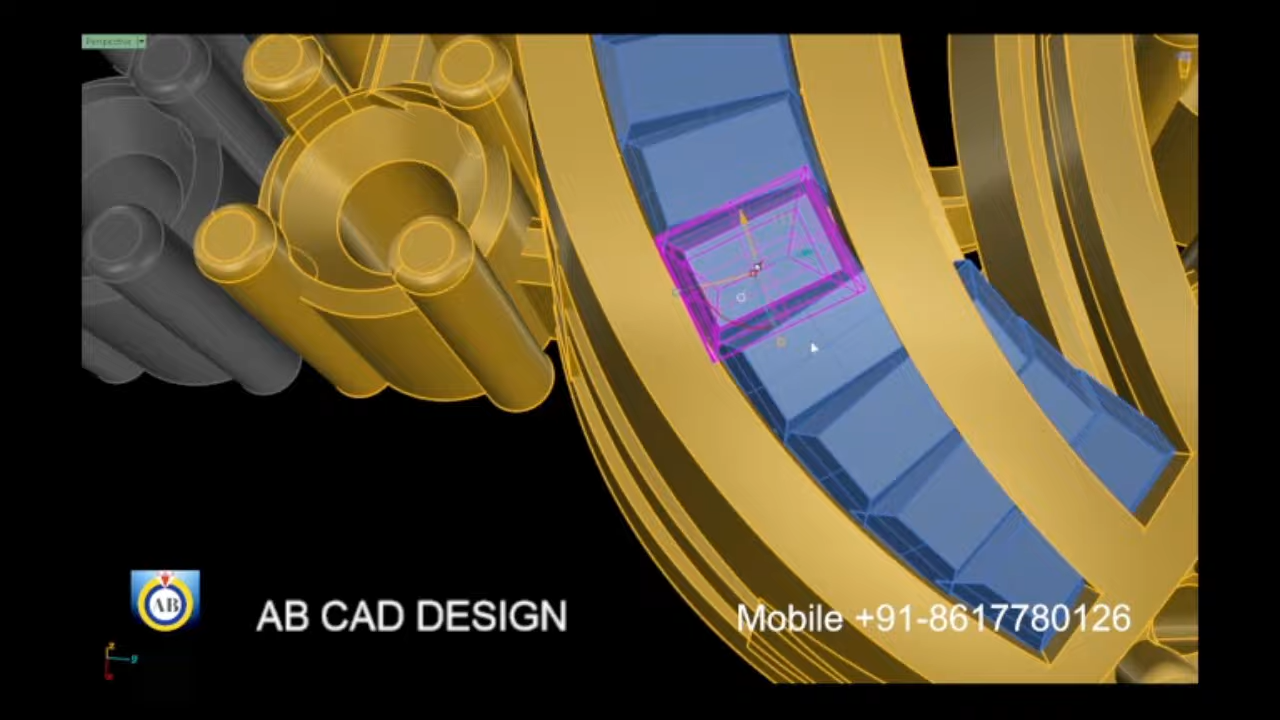 Perspective
AB
AB CAD DESIGN
Mobile +91-8617780126
z
y